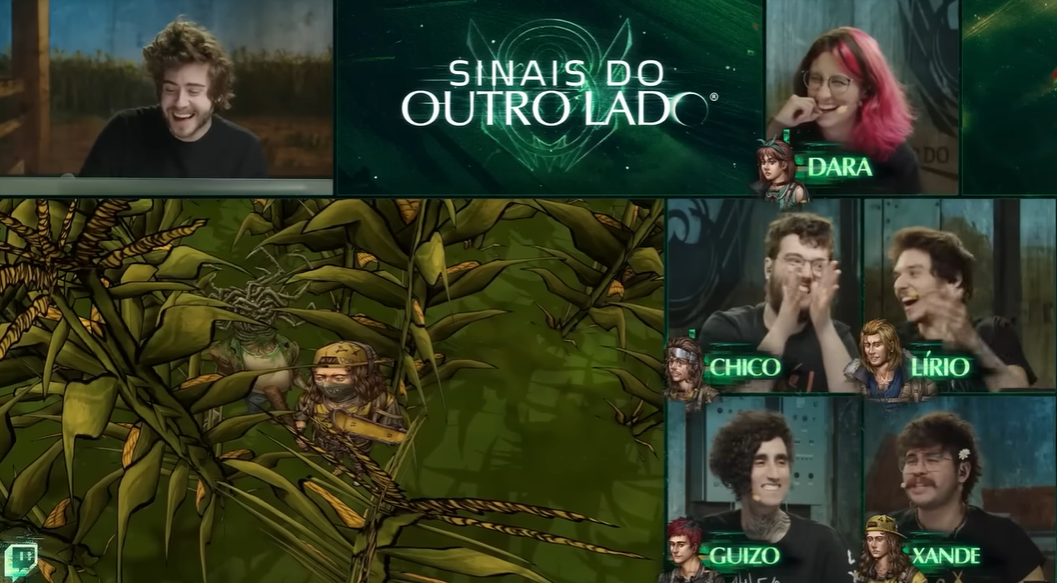 SINAIS DO
OUTRO LADO®
DARA
CHICO
LÍRIO
GUIZO
XANDE